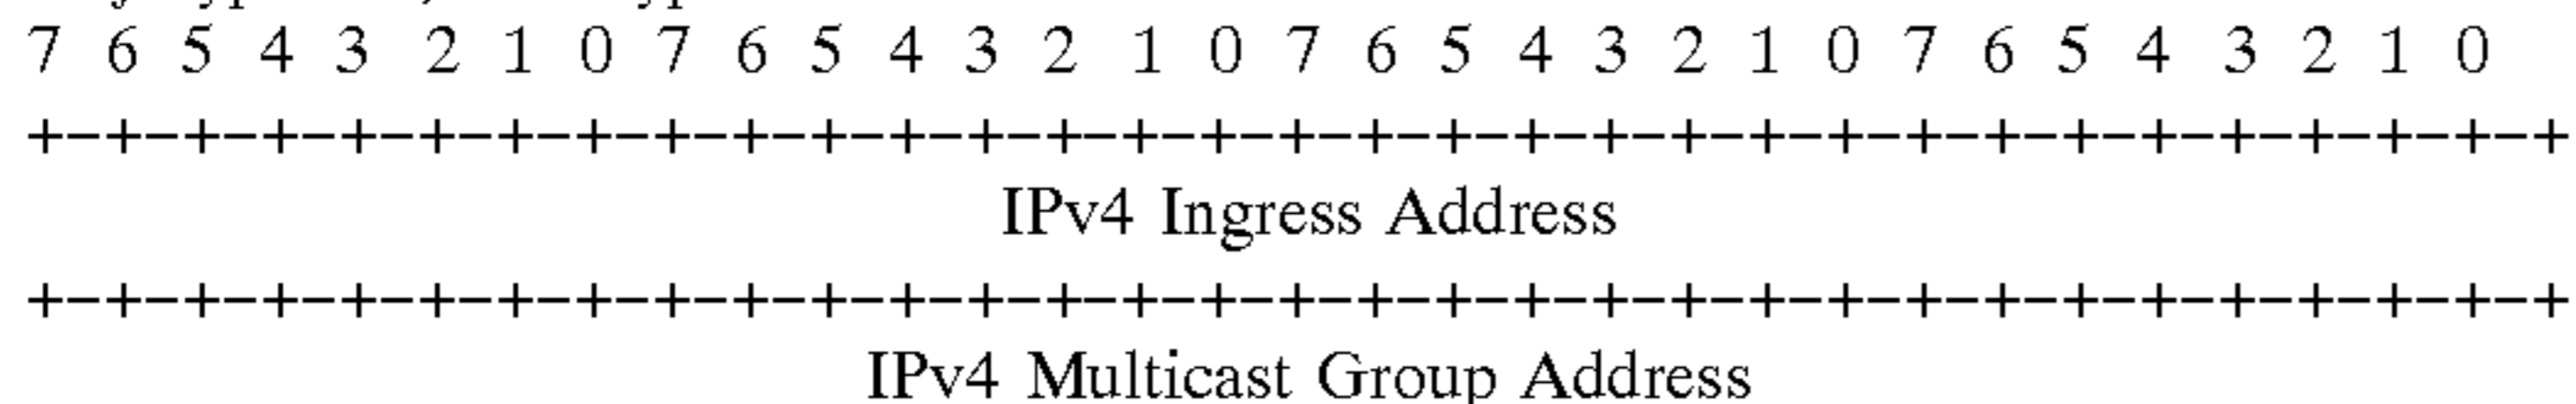 7 6 5 4 3 2 1 0 7 6 5 4 3 2 1 0 7 6 5 4 3 2 1 0 7 6 5 4 3 2 1 0
+-+-+-+-+-+-+-+-+-+-+-+-+-+-+-+-+-+-+-+-+-+-+-+-+-+-+-+-+-+-+-+-+
IPv4 Ingress Address
+-+-+-+-+-+-+-+-+-+-+-+-+-+-+-+-+-+-+-+-+-+-+-+-+-+-+-+-+-+-+-+-+
IPv4 Multicast Group Address